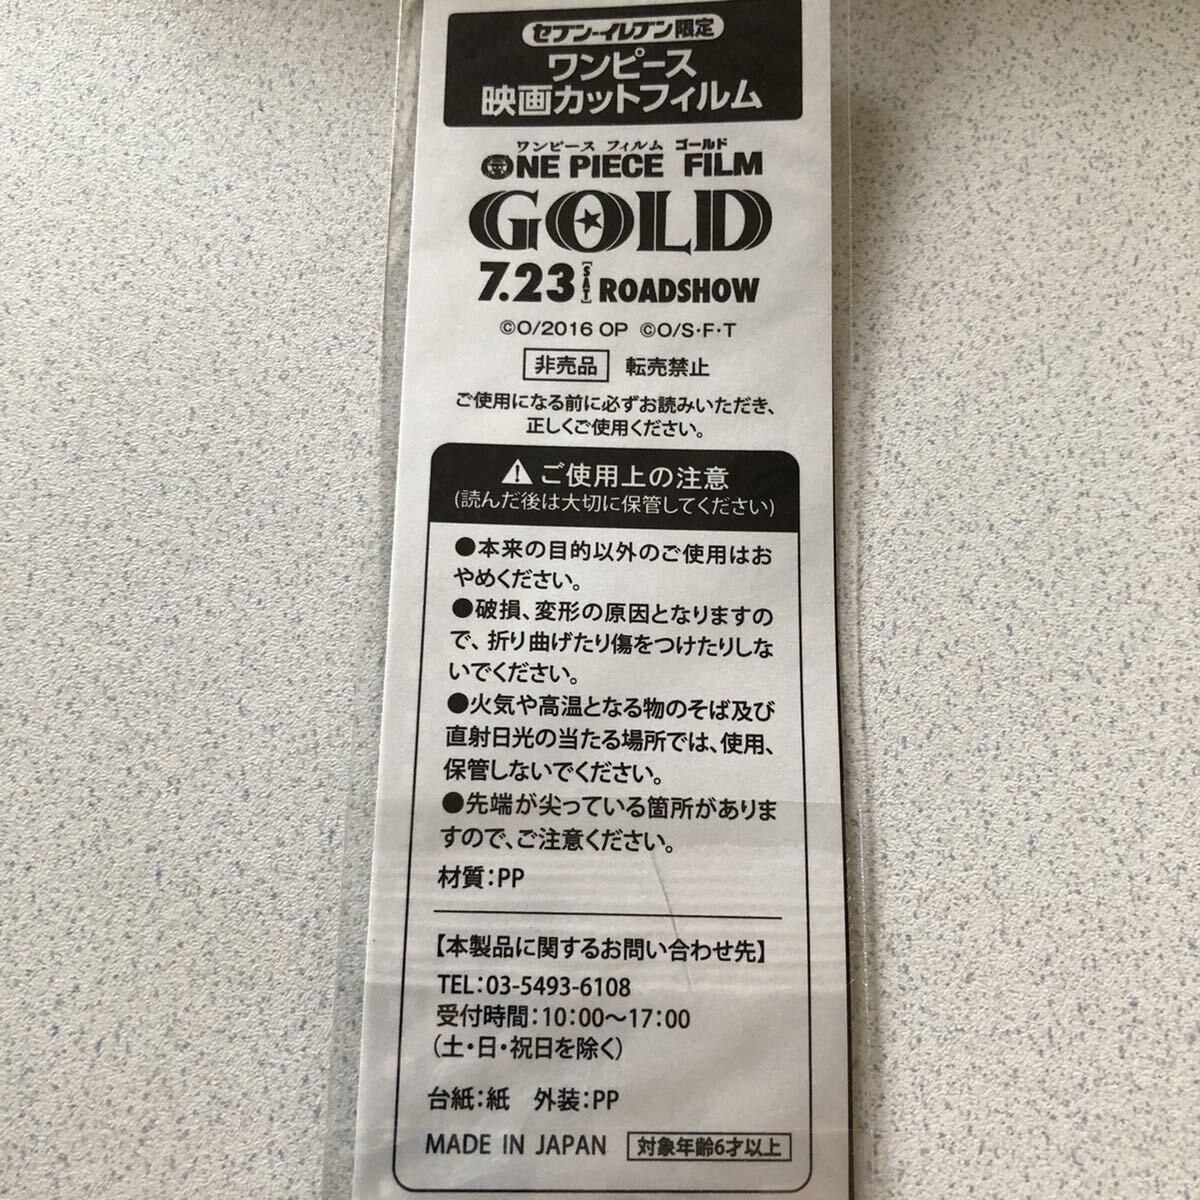 セブン-イレブン限定
ワンピース
映画カットフィルム
ワンピース フィルム ゴールド
ONE PIECE FILM
GOLD
7.23[SAT] ROADSHOW
©O/2016 OP ©O/S・F・T
非売品 転売禁止
ご使用になる前に必ずお読みいただき、
正しくご使用ください。
ご使用上の注意
(読んだ後は大切に保管してください)
●本来の目的以外のご使用はお
やめください。
●破損、変形の原因となりますの
で、折り曲げたり傷をつけたりしな
いでください。
●火気や高温となる物のそば及び
直射日光の当たる場所では、使用、
保管しないでください。
●先端が尖っている箇所がありま
すので、ご注意ください。
材質:PP
【本製品に関するお問い合わせ先】
TEL:03-5493-6108
受付時間:10:00〜17:00
(土・日・祝日を除く)
台紙:紙 外装:PP
MADE IN JAPAN 対象年齢6才以上